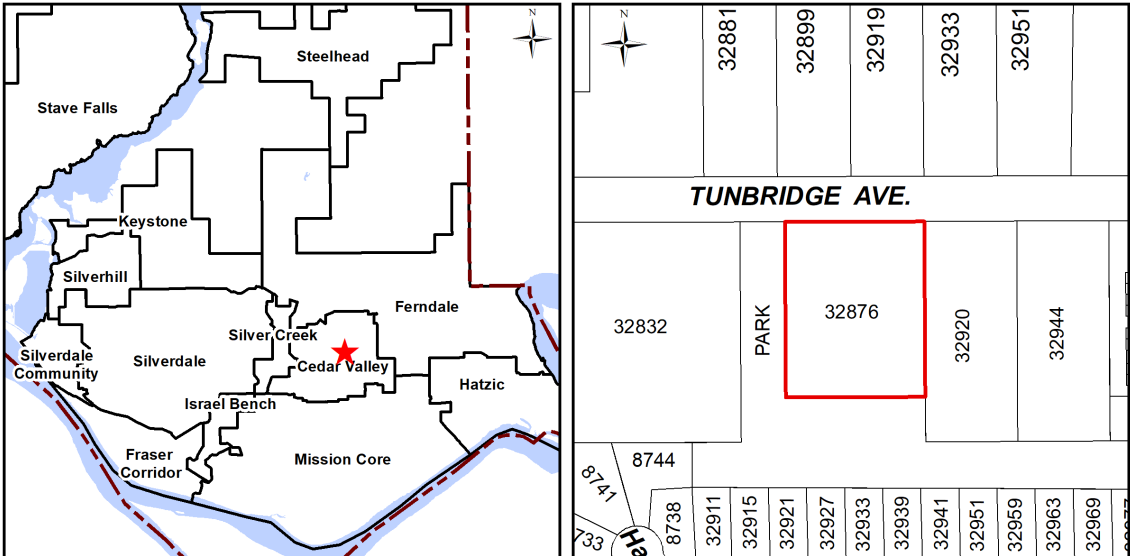 N
Steelhead
Stave Falls
Keystone
Silverhill
Ferndale
Silver Creek
Silverdale
Community
Silverdale
Cedar Valley
Hatzic
Israel Bench
Fraser
Corridor
Mission Core
N
32881
32899
32919
32933
32951
TUNBRIDGE AVE.
32832
PARK
32876
32920
32944
8744
8741
8738
733
Ha
32911
32915
32921
32927
32933
32939
32941
32951
32959
32963
32969